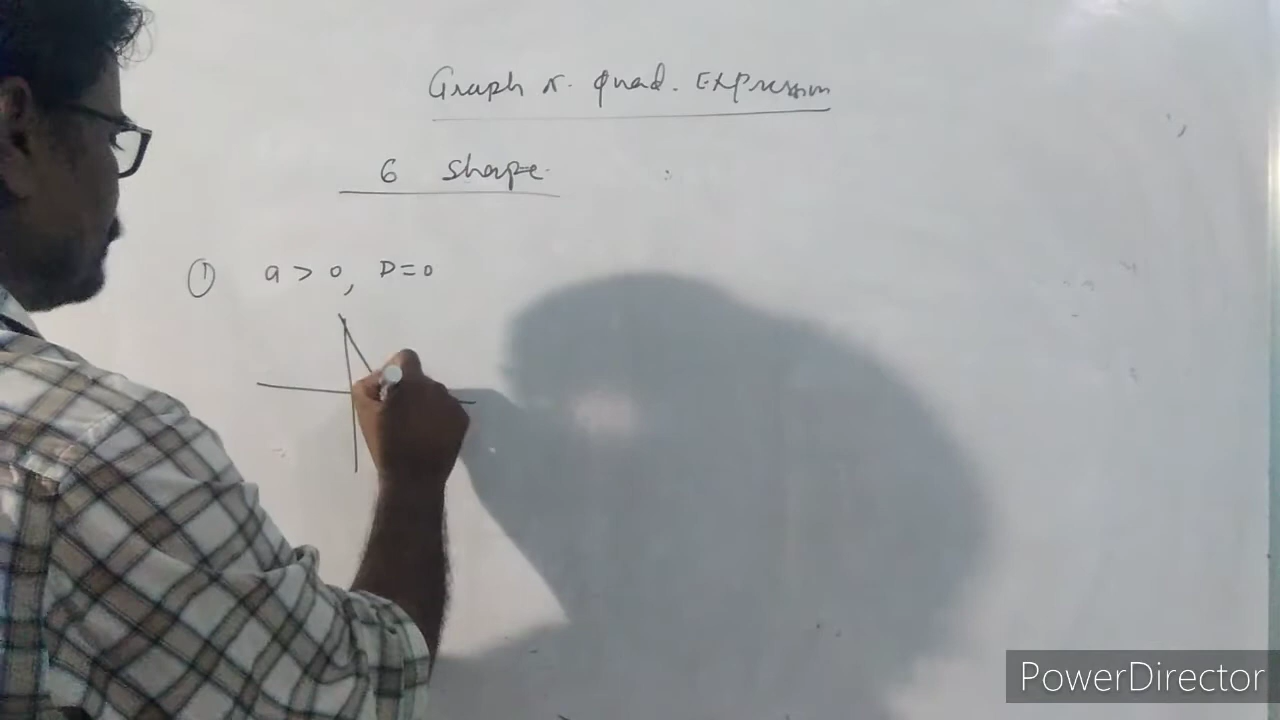 Graph of Quad. Expression
6 Shape
① a > 0, D = 0
PowerDirector